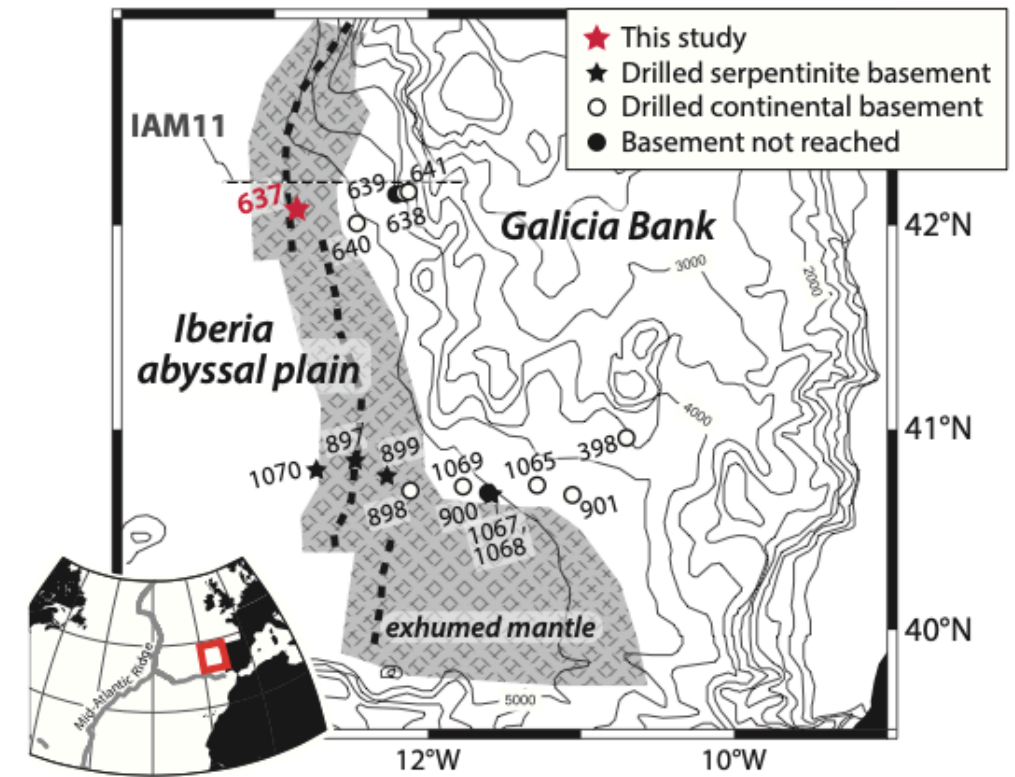 This study
Drilled serpentinite basement
Drilled continental basement
Basement not reached
IAM11
637
639
641
638
640
Galicia Bank
42°N
3000
2000
Iberia
abyssal plain
4000
41°N
897
899
1070
1069
1065
398
898
900
901
1067,
1068
exhumed mantle
40°N
5000
Mid-Atlantic Ridge
12°W
10°W